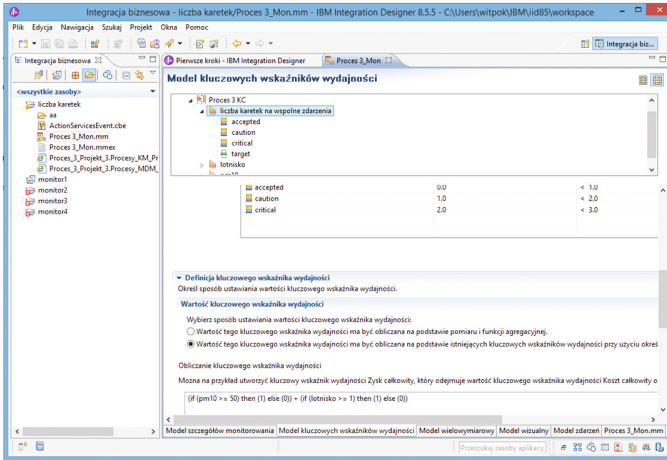 Integracja biznesowa - liczba karetek/Proces 3_Mon.mm - IBM Integration Designer 8.5.5 - C:\Users\witpok\IBM\iid85\workspace
Plik Edycja Nawigacja Szukaj Projekt Okna Pomoc
Integracja biz...
Integracja biznesowa
Pierwsze kroki - IBM Integration Designer
Proces 3_Mon
<wszystkie zasoby>
liczba karetek
aa
ActionServicesEvent.cbe
Proces 3_Mon.mm
Proces 3_Mon.mmex
Proces_3_Projekt_3.Procesy_KM_Pr
Proces_3_Projekt_3.Procesy_MDM_
monitor1
monitor2
monitor3
monitor4
Model kluczowych wskaźników wydajności
Proces 3 KC
liczba karetek na wspolne zdarzenia
accepted
caution
critical
target
lotnisko
pm10
accepted 0.0 < 1.0
caution 1.0 < 2.0
critical 2.0 < 3.0
Definicja kluczowego wskaźnika wydajności
Określ sposób ustawiania wartości kluczowego wskaźnika wydajności.
Wartość kluczowego wskaźnika wydajności
Wybierz sposób ustawiania wartości kluczowego wskaźnika wydajności:
Wartość tego kluczowego wskaźnika wydajności ma być obliczana na podstawie pomiaru i funkcji agregacyjnej.
Wartość tego kluczowego wskaźnika wydajności ma być obliczana na podstawie istniejących kluczowych wskaźników wydajności przy użyciu okreś
Obliczanie kluczowego wskaźnika wydajności
Można na przykład utworzyć kluczowy wskaźnik wydajności Zysk całkowity, który odejmuje wartość kluczowego wskaźnika wydajności Koszt całkowity o
(if (pm10 >= 50) then (1) else (0)) + (if (lotnisko >= 1) then (1) else (0))
Model szczegółów monitorowania Model kluczowych wskaźników wydajności Model wielowymiarowy Model wizualny Model zdarzeń Proces 3_Mon.mm
Przeszukaj zasoby aplikacj